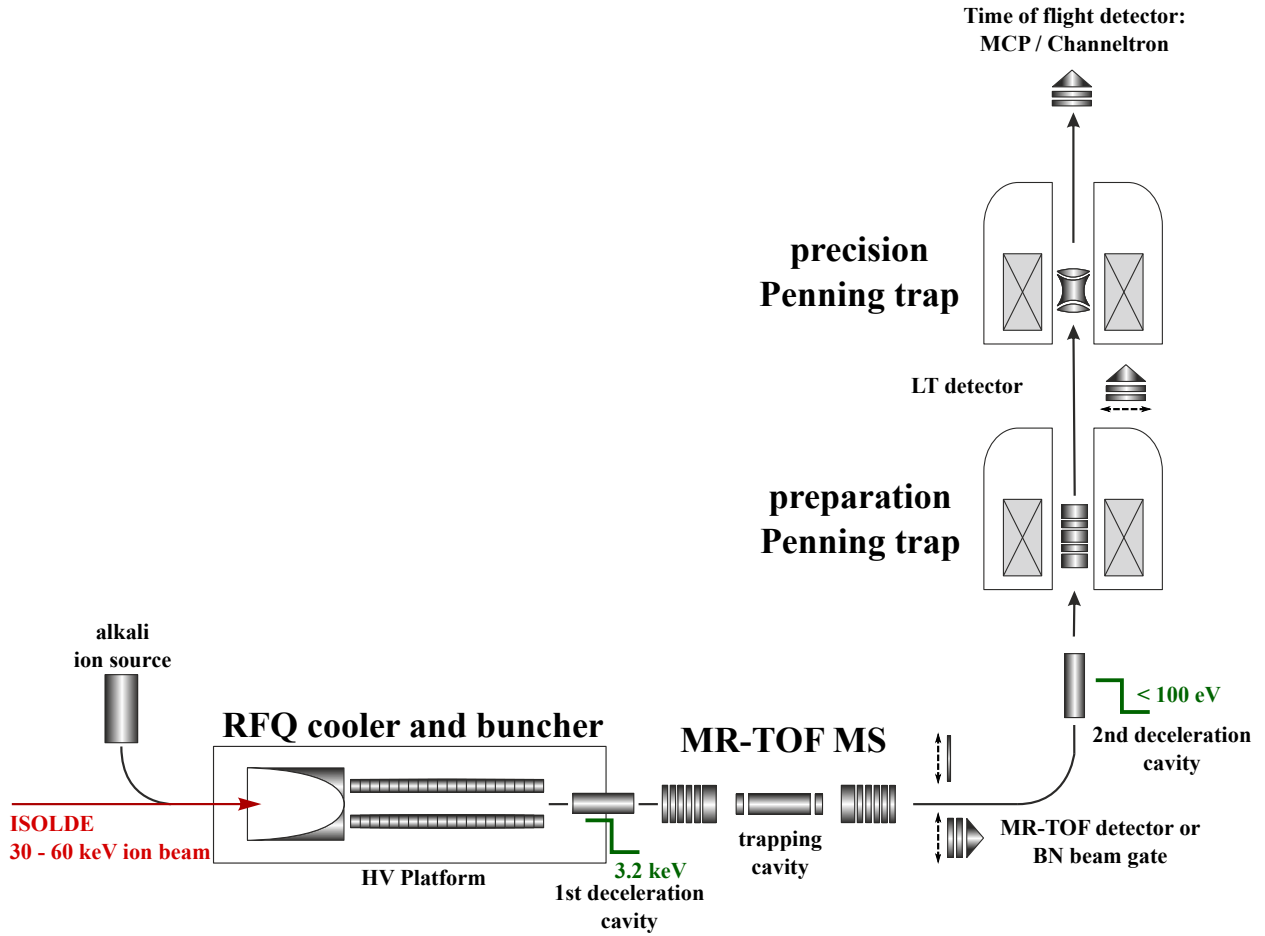 Time of flight detector:
MCP / Channeltron
precision
Penning trap
LT detector
preparation
Penning trap
alkali
ion source
< 100 eV
2nd deceleration
cavity
RFQ cooler and buncher
MR-TOF MS
ISOLDE
30 - 60 keV ion beam
HV Platform
3.2 keV
1st deceleration
cavity
trapping
cavity
MR-TOF detector or
BN beam gate